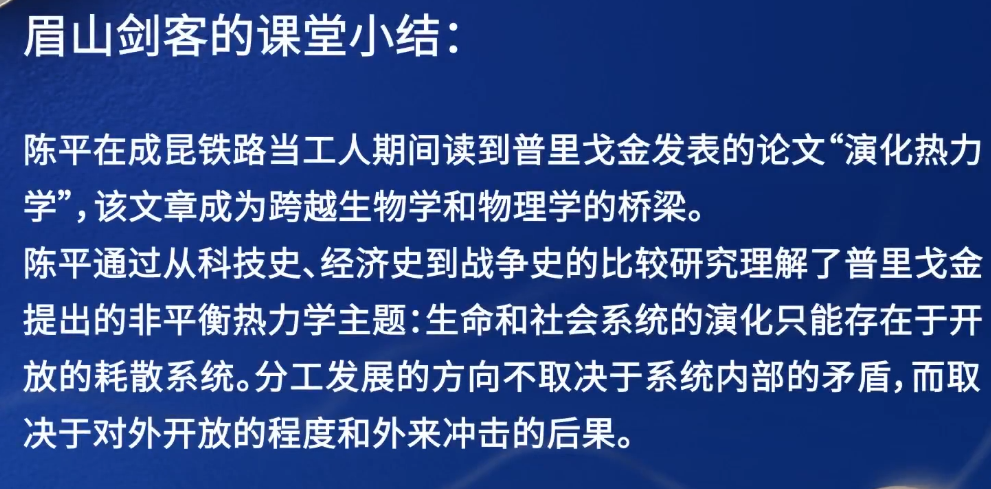 眉山剑客的课堂小结：
陈平在成昆铁路当工人期间读到普里戈金发表的论文“演化热力
学”，该文章成为跨越生物学和物理学的桥梁。
陈平通过从科技史、经济史到战争史的比较研究理解了普里戈金
提出的非平衡热力学主题：生命和社会系统的演化只能存在于开
放的耗散系统。分工发展的方向不取决于系统内部的矛盾，而取
决于对外开放的程度和外来冲击的后果。